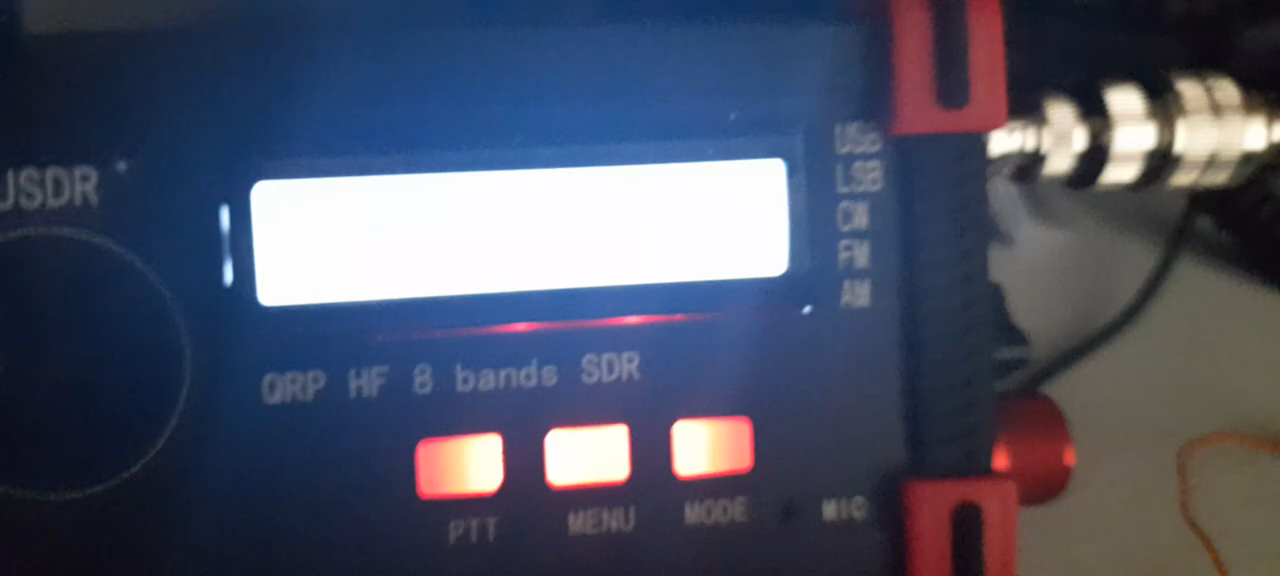 USDR
USB
LSB
CW
FM
AM
QRP HF 8 bands SDR
PTT
MENU
MODE
MIC